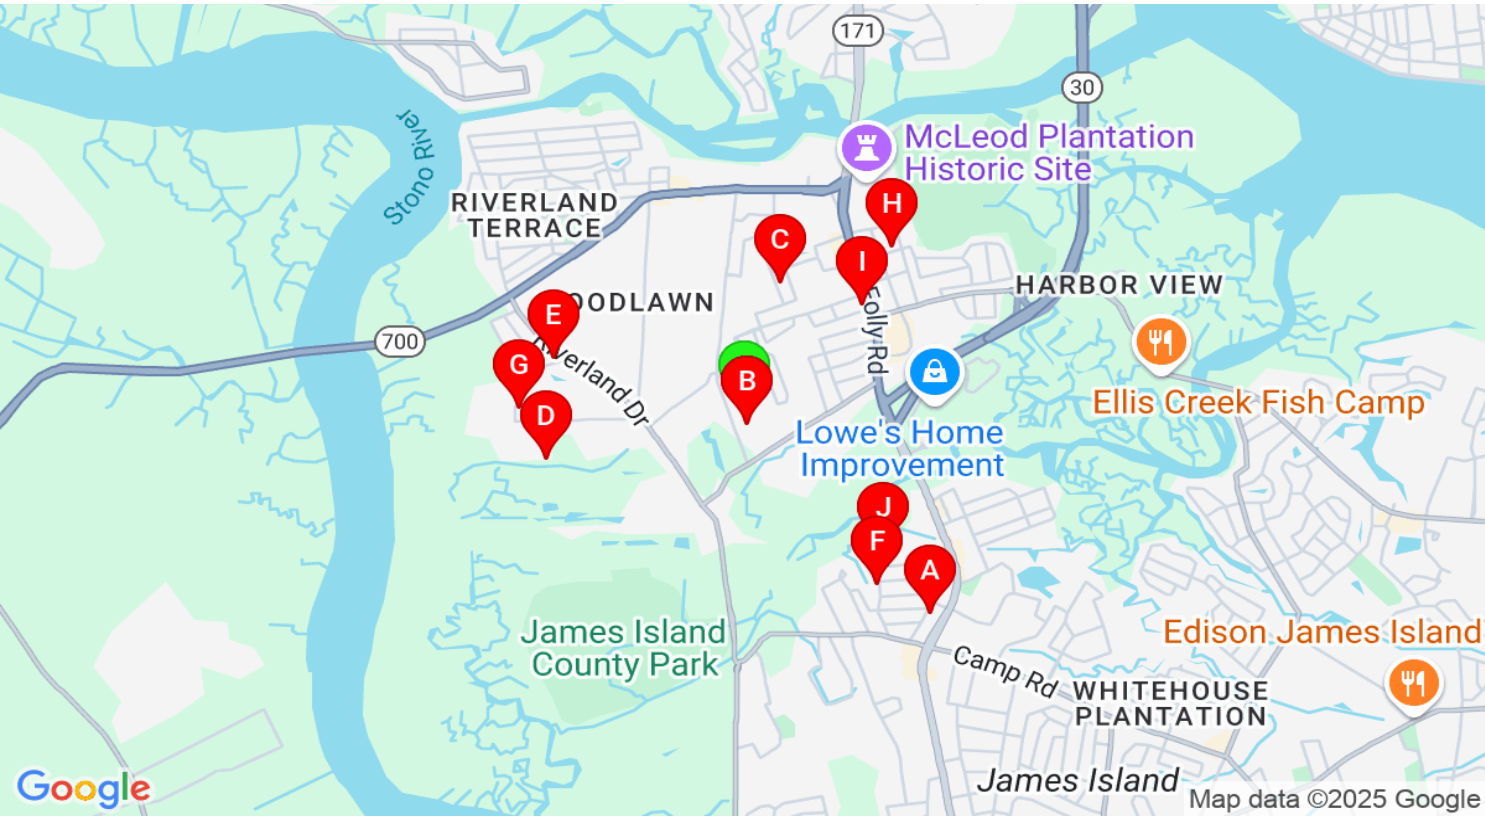 171
30
Stono River
McLeod Plantation
Historic Site
RIVERLAND
TERRACE
H
C
I
HARBOR VIEW
OODLAWN
E
Folly Rd
700
Riverland Dr
G
B
D
Ellis Creek Fish Camp
Lowe's Home
Improvement
J
F
A
James Island
County Park
Edison James Island
Camp Rd
WHITEHOUSE
PLANTATION
James Island
Google
Map data ©2025 Google